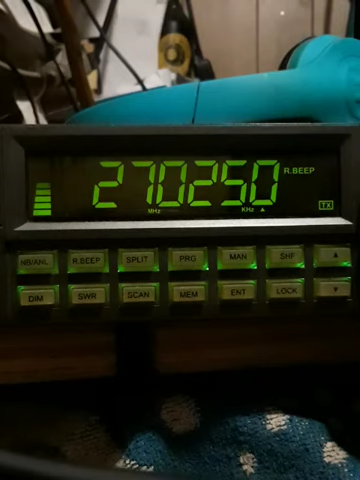 270250 R.BEEP
MHz KHz ▲ TX
NB/ANL R.BEEP SPLIT PRG MAN SHF ▲
DIM SWR SCAN MEM ENT LOCK ▼